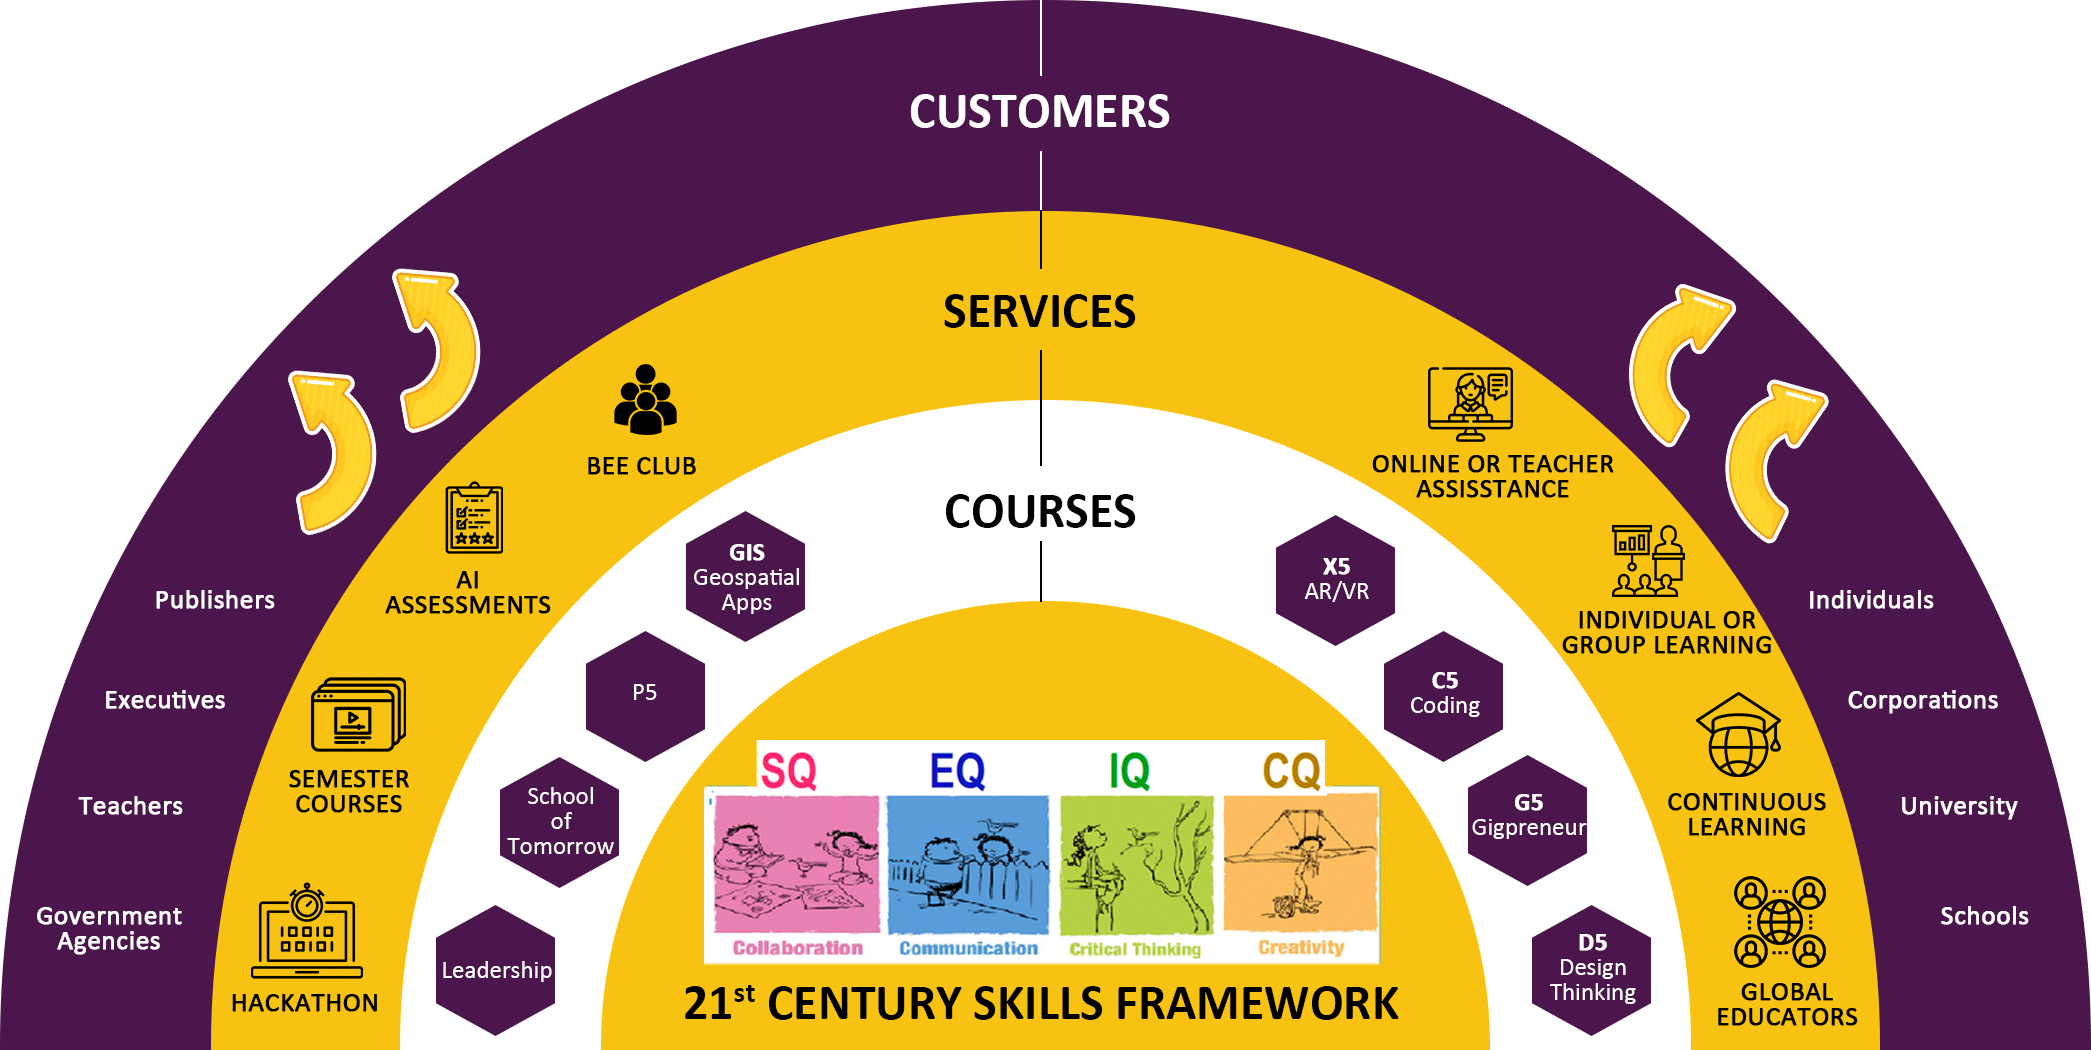 CUSTOMERS
SERVICES
COURSES
BEE CLUB
AI
ASSESSMENTS
SEMESTER
COURSES
HACKATHON
ONLINE OR TEACHER
ASSISSTANCE
INDIVIDUAL OR
GROUP LEARNING
CONTINUOUS
LEARNING
GLOBAL
EDUCATORS
Publishers
Executives
Teachers
Government
Agencies
Individuals
Corporations
University
Schools
GIS
Geospatial
Apps
P5
School
of
Tomorrow
Leadership
X5
AR/VR
C5
Coding
G5
Gigpreneur
D5
Design
Thinking
SQ EQ IQ CQ
Collaboration Communication Critical Thinking Creativity
21st CENTURY SKILLS FRAMEWORK